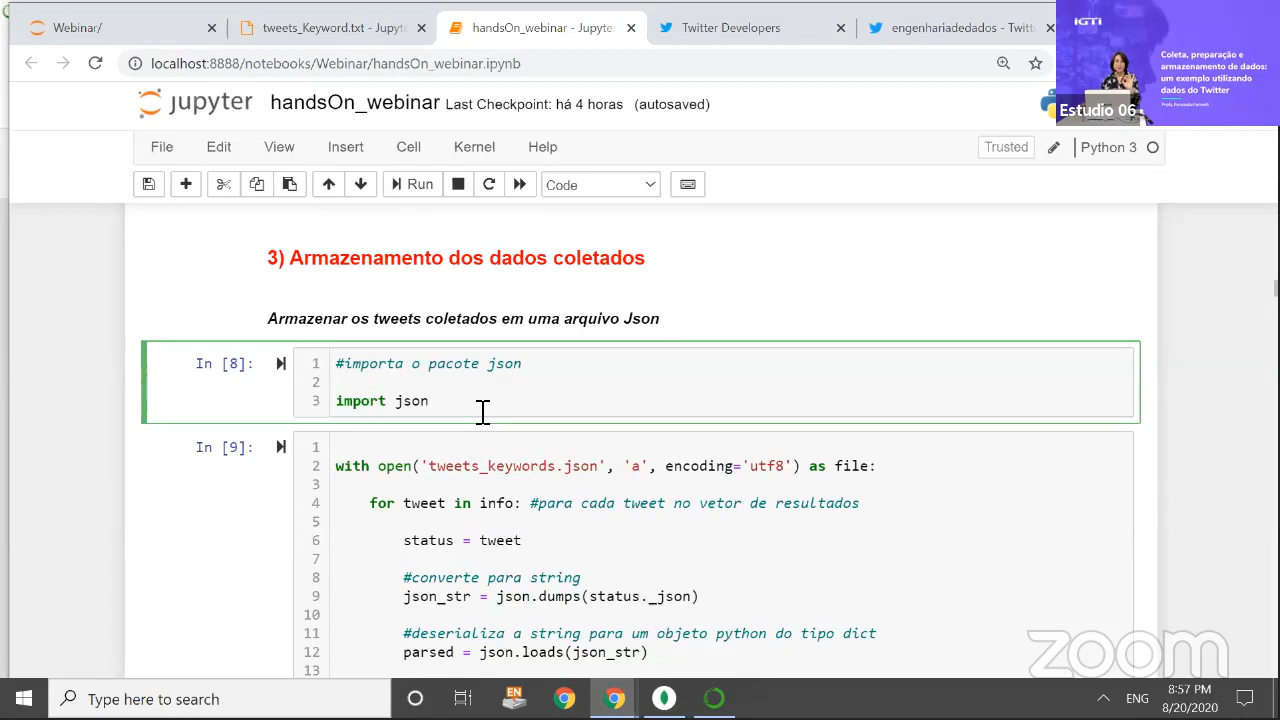 Webinar/
tweets_Keyword.txt - Jupyte
handsOn_webinar - Jupyte
Twitter Developers
engenhariadedados - Twitt
localhost:8888/notebooks/Webinar/handsOn_webinar.ipynb
IGTI
Coleta, preparação e
armazenamento de dados:
um exemplo utilizando
dados do Twitter
Profa. Fernanda Farinelli
Estudio 06
jupyter handsOn_webinar Last Checkpoint: há 4 horas (autosaved)
File Edit View Insert Cell Kernel Help
Trusted
Python 3
Run
Code
3) Armazenamento dos dados coletados
Armazenar os tweets coletados em uma arquivo Json
In [8]:
1 #importa o pacote json
2
3 import json
In [9]:
1
2 with open('tweets_keywords.json', 'a', encoding='utf8') as file:
3
4 for tweet in info: #para cada tweet no vetor de resultados
5
6 status = tweet
7
8 #converte para string
9 json_str = json.dumps(status._json)
10
11 #deserializa a string para um objeto python do tipo dict
12 parsed = json.loads(json_str)
13
zoom
Type here to search
EN
ENG
8:57 PM
8/20/2020